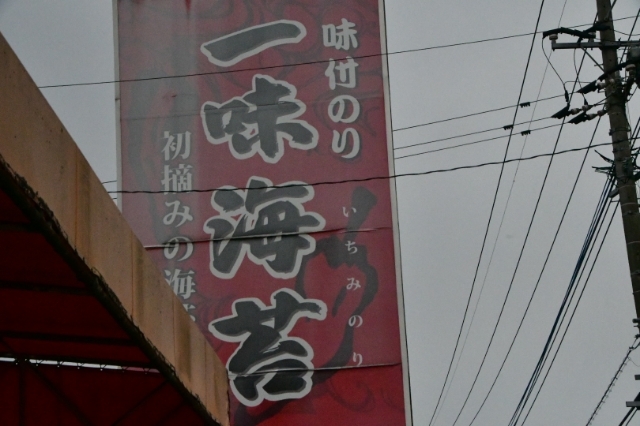 味付のり
一味海苔
いちみのり
初摘みの海